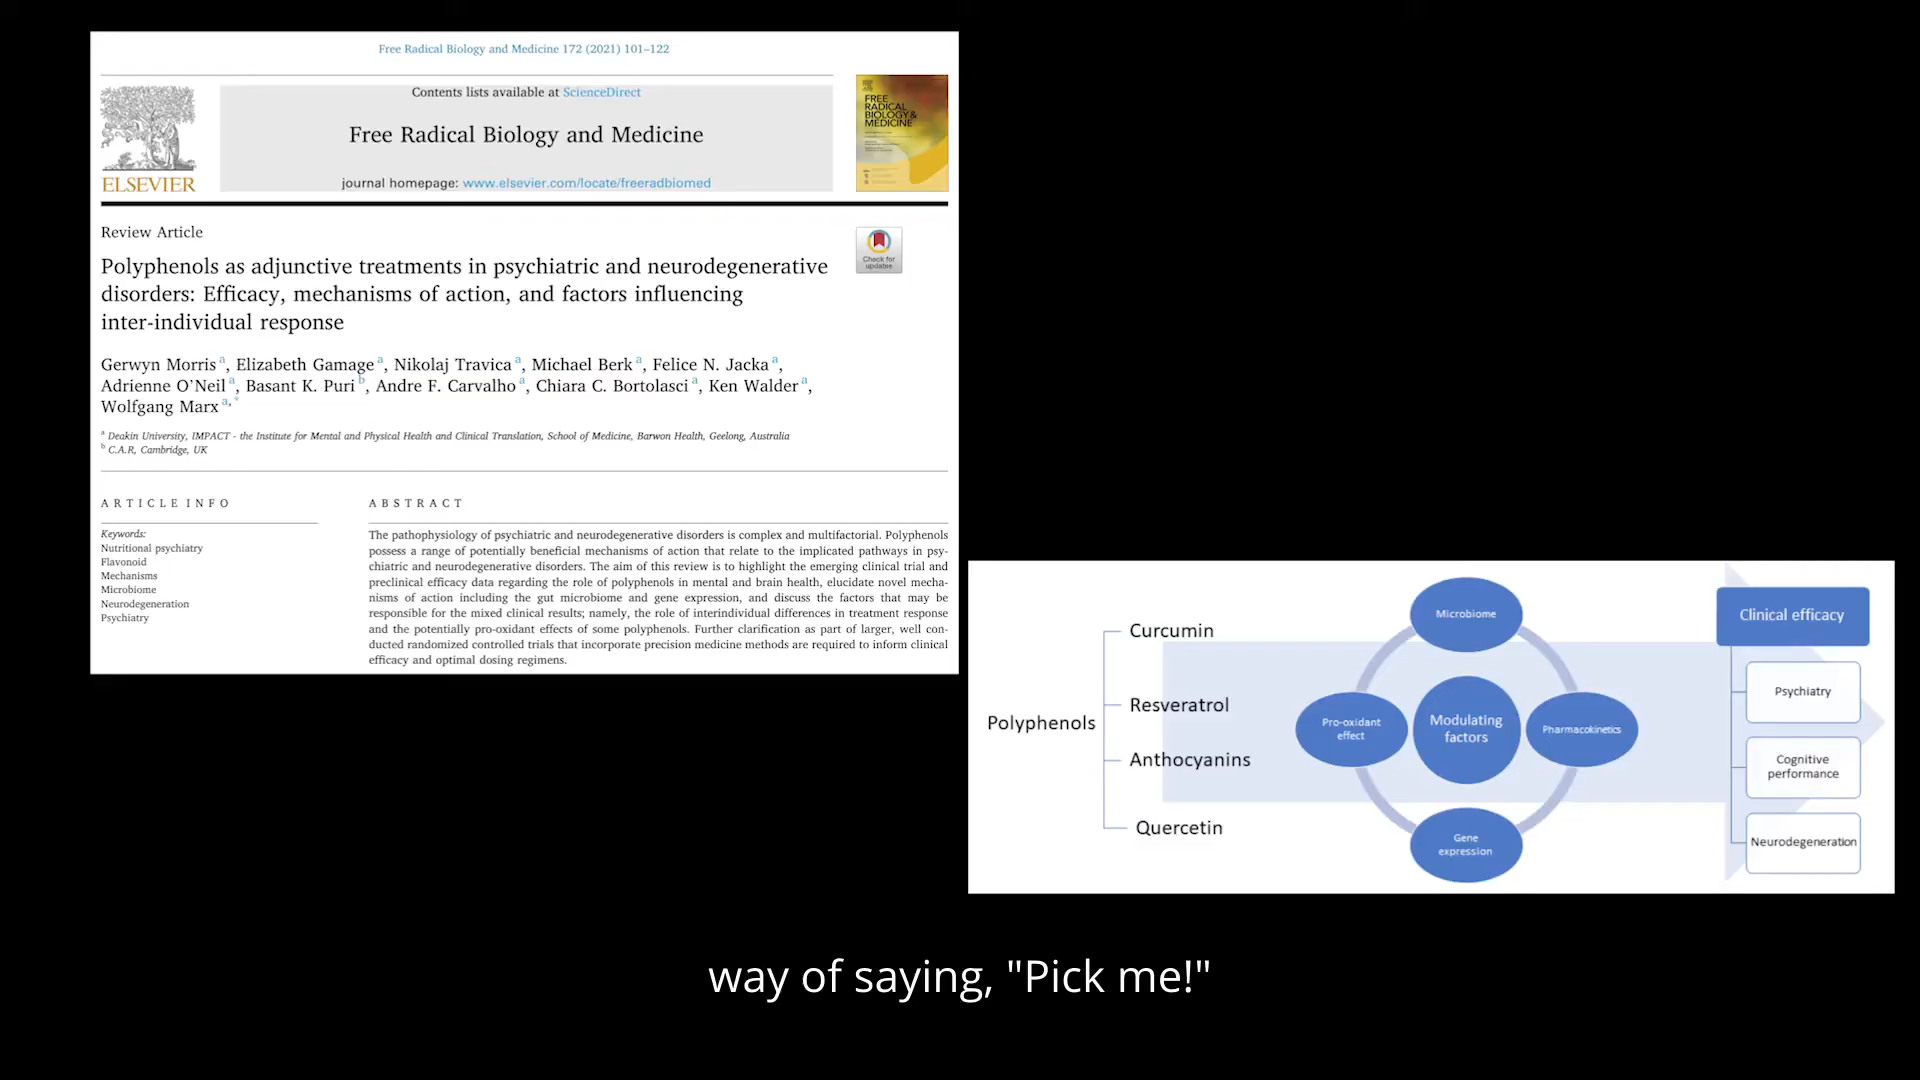 Free Radical Biology and Medicine 172 (2021) 101–122
Contents lists available at ScienceDirect
Free Radical Biology and Medicine
journal homepage: www.elsevier.com/locate/freeradbiomed
ELSEVIER
FREE
RADICAL
BIOLOGY&
MEDICINE
Review Article
Check for
updates
Polyphenols as adjunctive treatments in psychiatric and neurodegenerative
disorders: Efficacy, mechanisms of action, and factors influencing
inter-individual response
Gerwyn Morris a, Elizabeth Gamage a, Nikolaj Travica a, Michael Berk a, Felice N. Jacka a,
Adrienne O'Neil a, Basant K. Puri b, Andre F. Carvalho a, Chiara C. Bortolasci a, Ken Walder a,
Wolfgang Marx a,*
a Deakin University, IMPACT - the Institute for Mental and Physical Health and Clinical Translation, School of Medicine, Barwon Health, Geelong, Australia
b C.A.R, Cambridge, UK
ARTICLE INFO
Keywords:
Nutritional psychiatry
Flavonoid
Mechanisms
Microbiome
Neurodegeneration
Psychiatry
ABSTRACT
The pathophysiology of psychiatric and neurodegenerative disorders is complex and multifactorial. Polyphenols
possess a range of potentially beneficial mechanisms of action that relate to the implicated pathways in psy-
chiatric and neurodegenerative disorders. The aim of this review is to highlight the emerging clinical trial and
preclinical efficacy data regarding the role of polyphenols in mental and brain health, elucidate novel mecha-
nisms of action including the gut microbiome and gene expression, and discuss the factors that may be
responsible for the mixed clinical results; namely, the role of interindividual differences in treatment response
and the potentially pro-oxidant effects of some polyphenols. Further clarification as part of larger, well con-
ducted randomized controlled trials that incorporate precision medicine methods are required to inform clinical
efficacy and optimal dosing regimens.
Polyphenols
Curcumin
Resveratrol
Anthocyanins
Quercetin
Microbiome
Pro-oxidant
effect
Modulating
factors
Pharmacokinetics
Gene
expression
Clinical efficacy
Psychiatry
Cognitive
performance
Neurodegeneration
way of saying, "Pick me!"